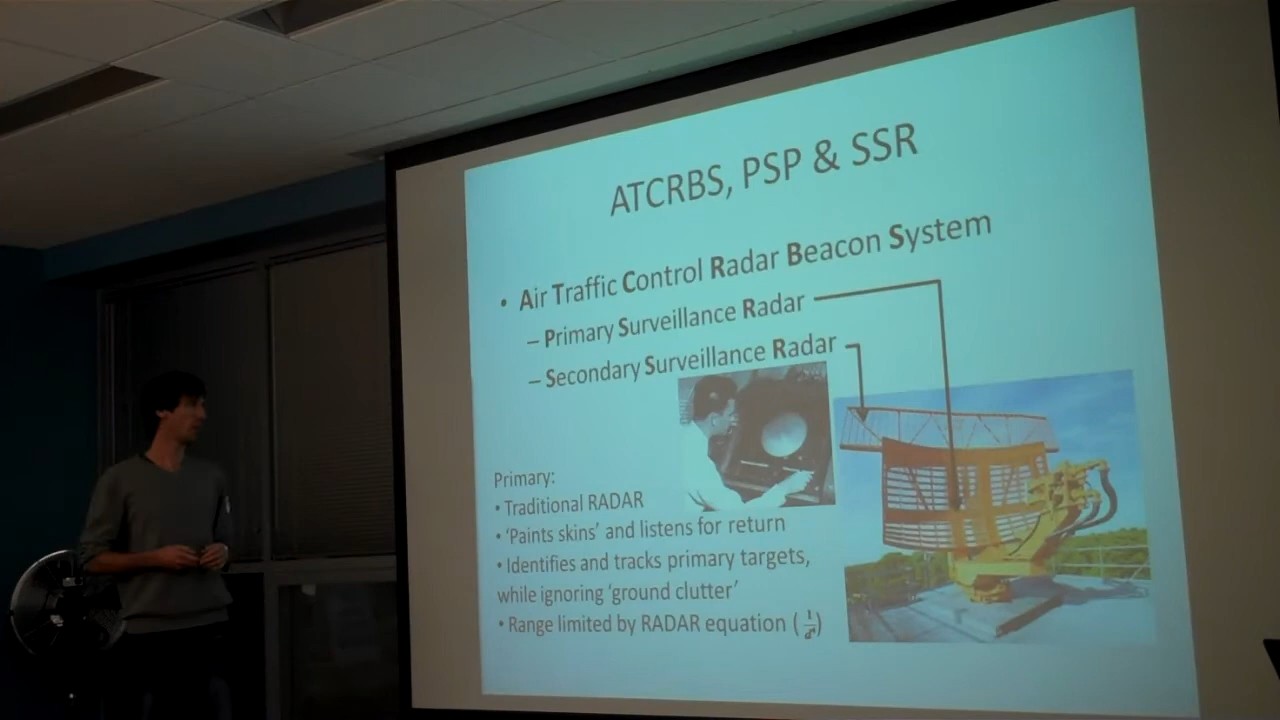 ATCRBS, PSP & SSR
• Air Traffic Control Radar Beacon System
– Primary Surveillance Radar
– Secondary Surveillance Radar
Primary:
• Traditional RADAR
• 'Paints skins' and listens for return
• Identifies and tracks primary targets,
while ignoring 'ground clutter'
• Range limited by RADAR equation ( 1/d⁴ )